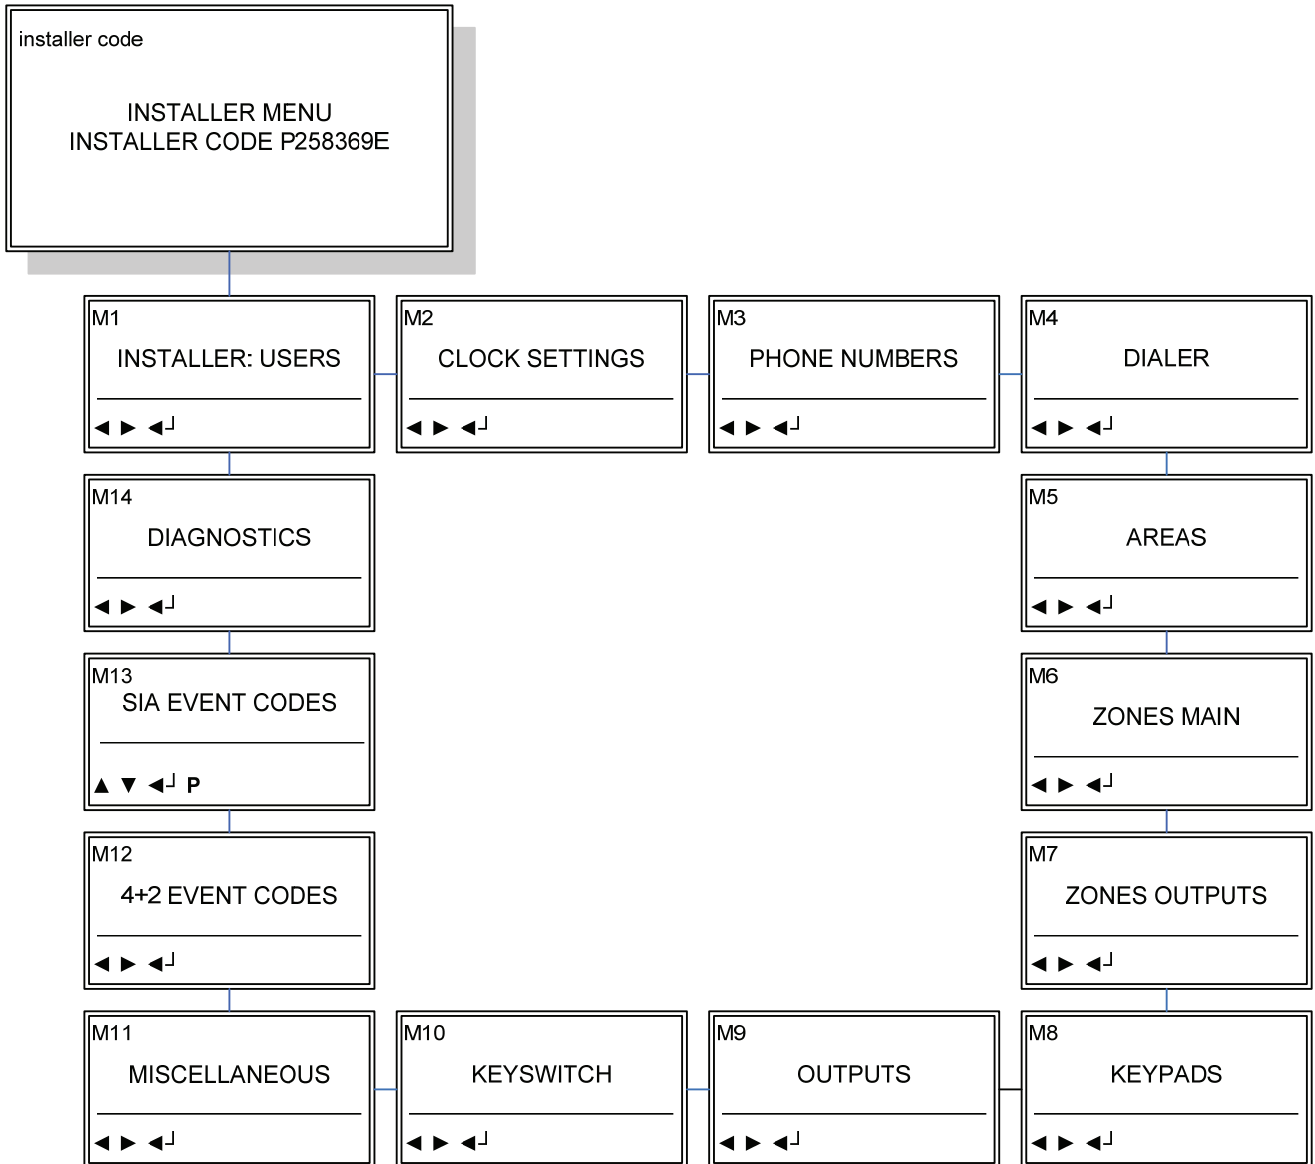 installer code
INSTALLER MENU
INSTALLER CODE P258369E
M1
INSTALLER: USERS
◄ ► ◄┘
M2
CLOCK SETTINGS
◄ ► ◄┘
M3
PHONE NUMBERS
◄ ► ◄┘
M4
DIALER
◄ ► ◄┘
M14
DIAGNOSTICS
◄ ► ◄┘
M5
AREAS
◄ ► ◄┘
M13
SIA EVENT CODES
▲ ▼ ◄┘ P
M6
ZONES MAIN
◄ ► ◄┘
M12
4+2 EVENT CODES
◄ ► ◄┘
M7
ZONES OUTPUTS
◄ ► ◄┘
M11
MISCELLANEOUS
◄ ► ◄┘
M10
KEYSWITCH
◄ ► ◄┘
M9
OUTPUTS
◄ ► ◄┘
M8
KEYPADS
◄ ► ◄┘